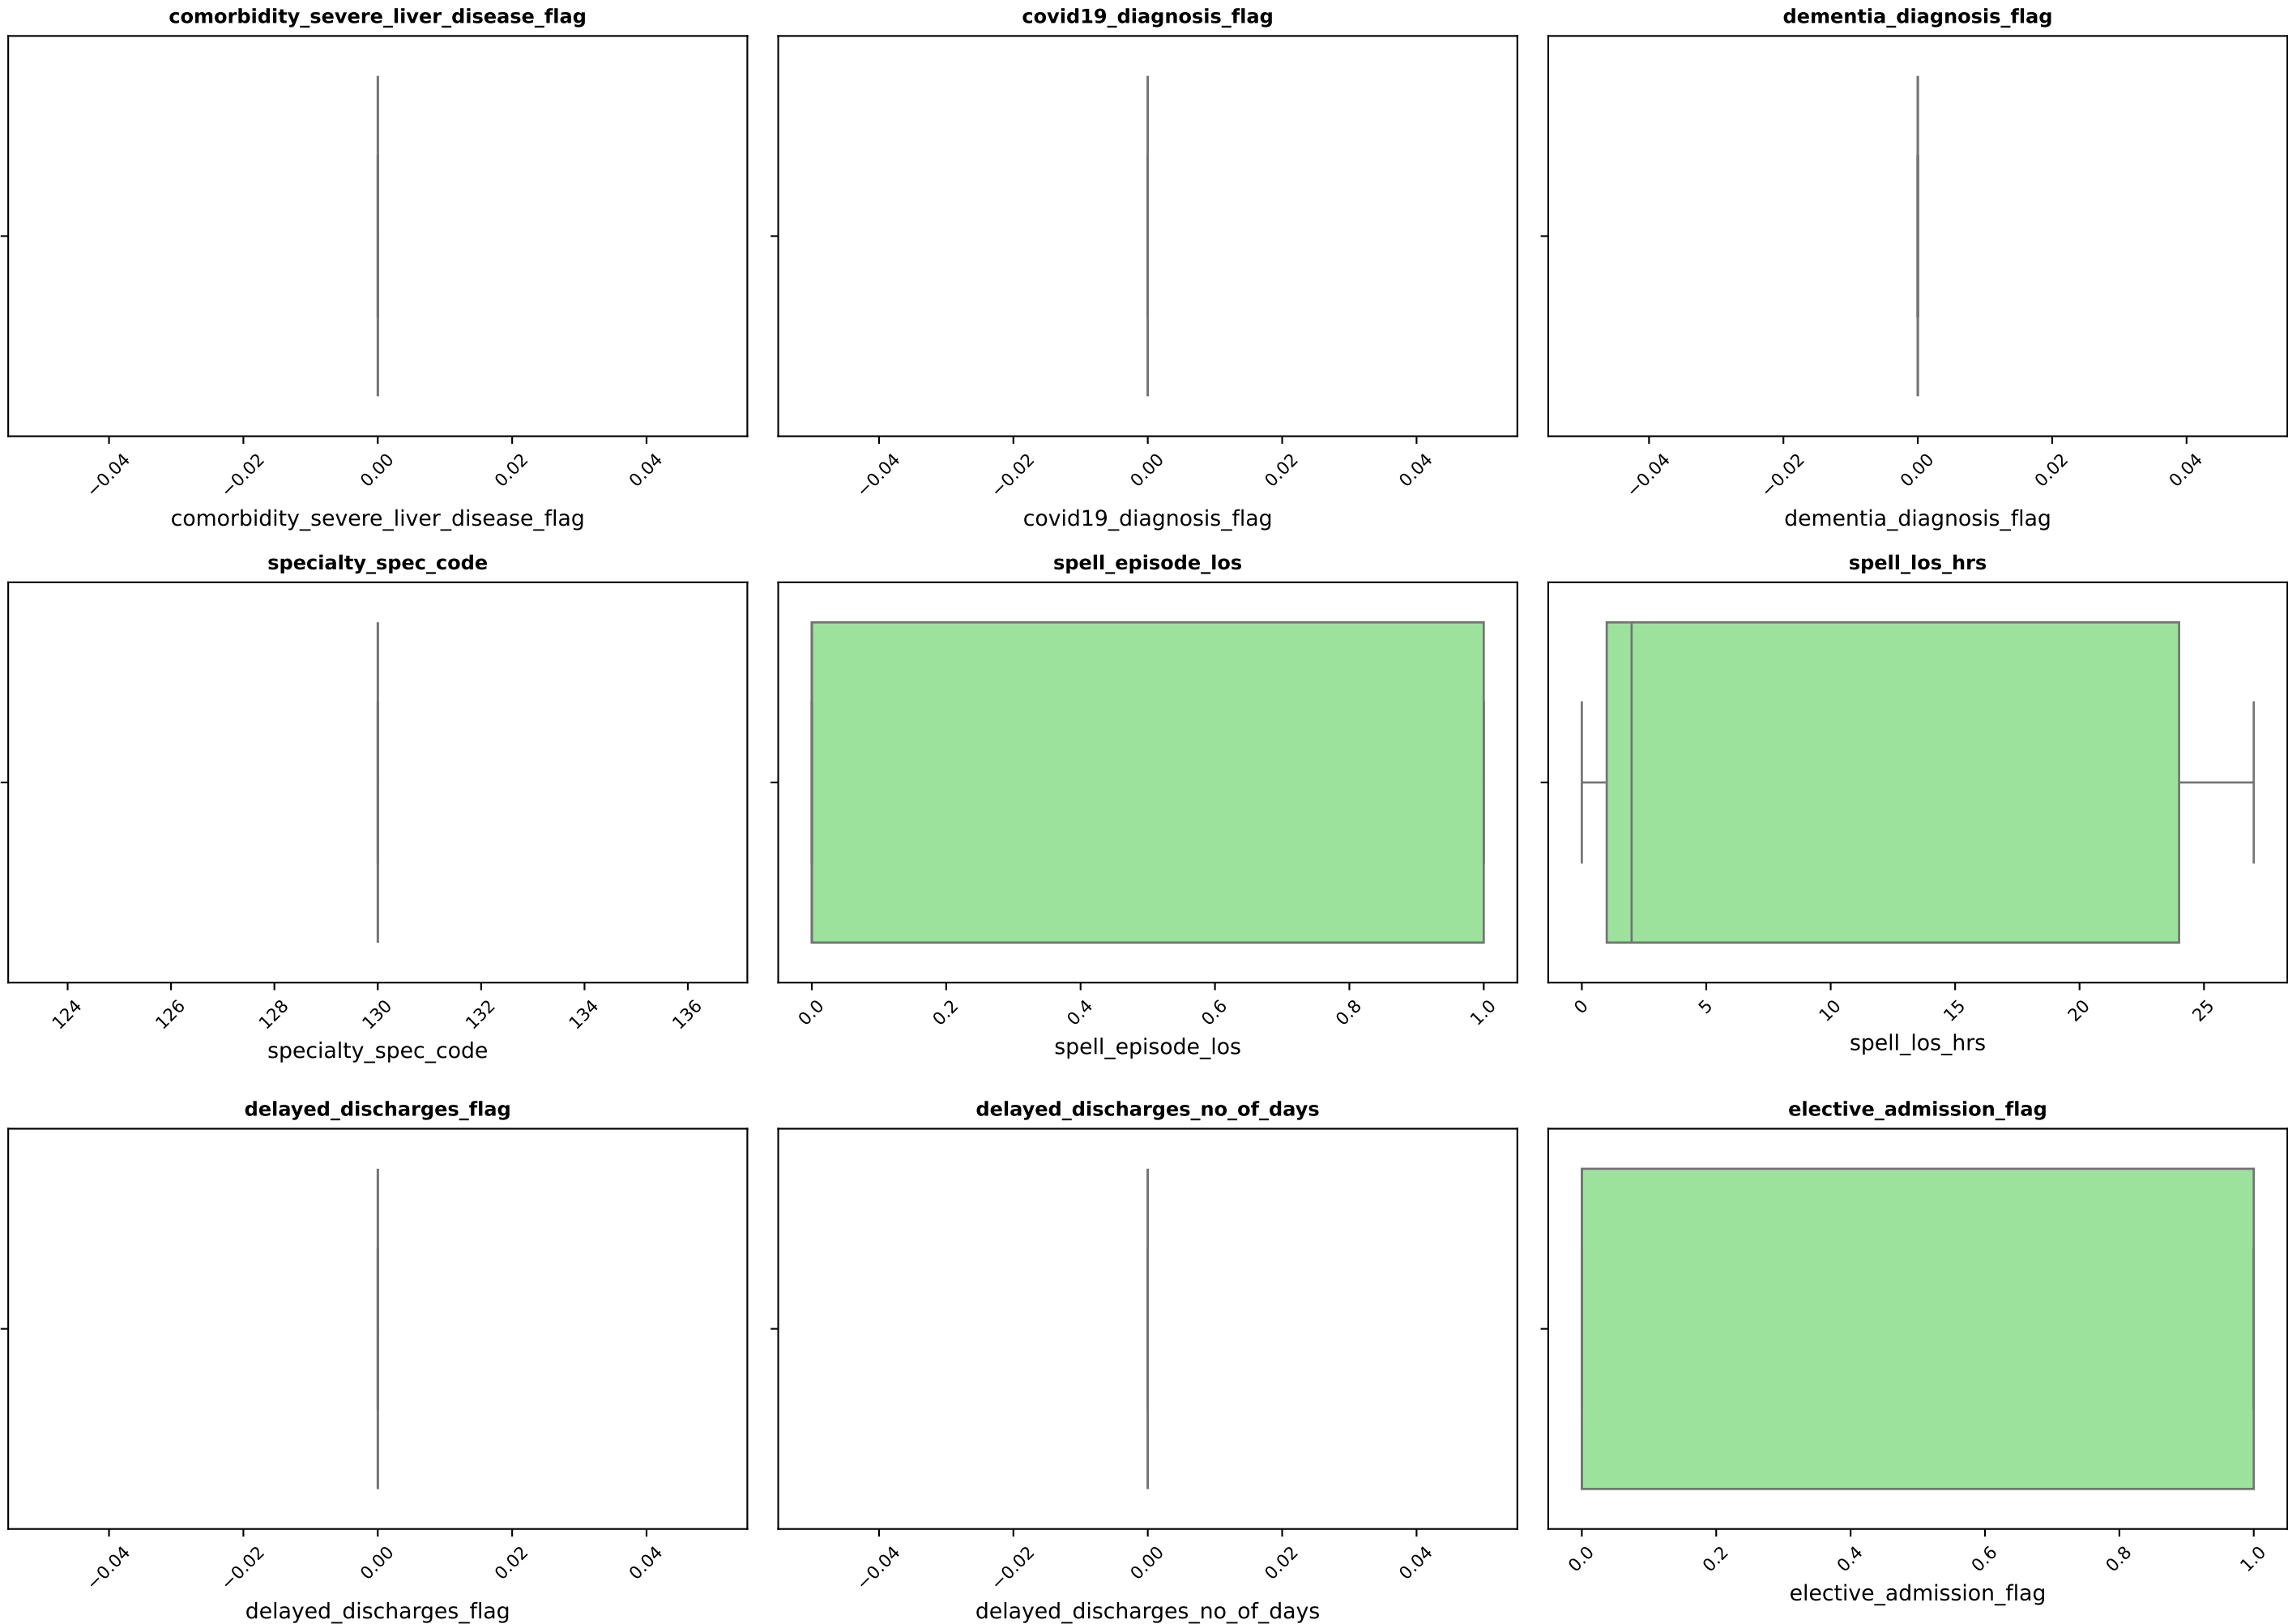 comorbidity_severe_liver_disease_flag covid19_diagnosis_flag dementia_diagnosis_flag
−0.04 −0.02 0.00 0.02 0.04 −0.04 −0.02 0.00 0.02 0.04 −0.04 −0.02 0.00 0.02 0.04
comorbidity_severe_liver_disease_flag covid19_diagnosis_flag dementia_diagnosis_flag
specialty_spec_code spell_episode_los spell_los_hrs
124 126 128 130 132 134 136 0.0 0.2 0.4 0.6 0.8 1.0 0 5 10 15 20 25
specialty_spec_code spell_episode_los spell_los_hrs
delayed_discharges_flag delayed_discharges_no_of_days elective_admission_flag
−0.04 −0.02 0.00 0.02 0.04 −0.04 −0.02 0.00 0.02 0.04 0.0 0.2 0.4 0.6 0.8 1.0
delayed_discharges_flag delayed_discharges_no_of_days elective_admission_flag